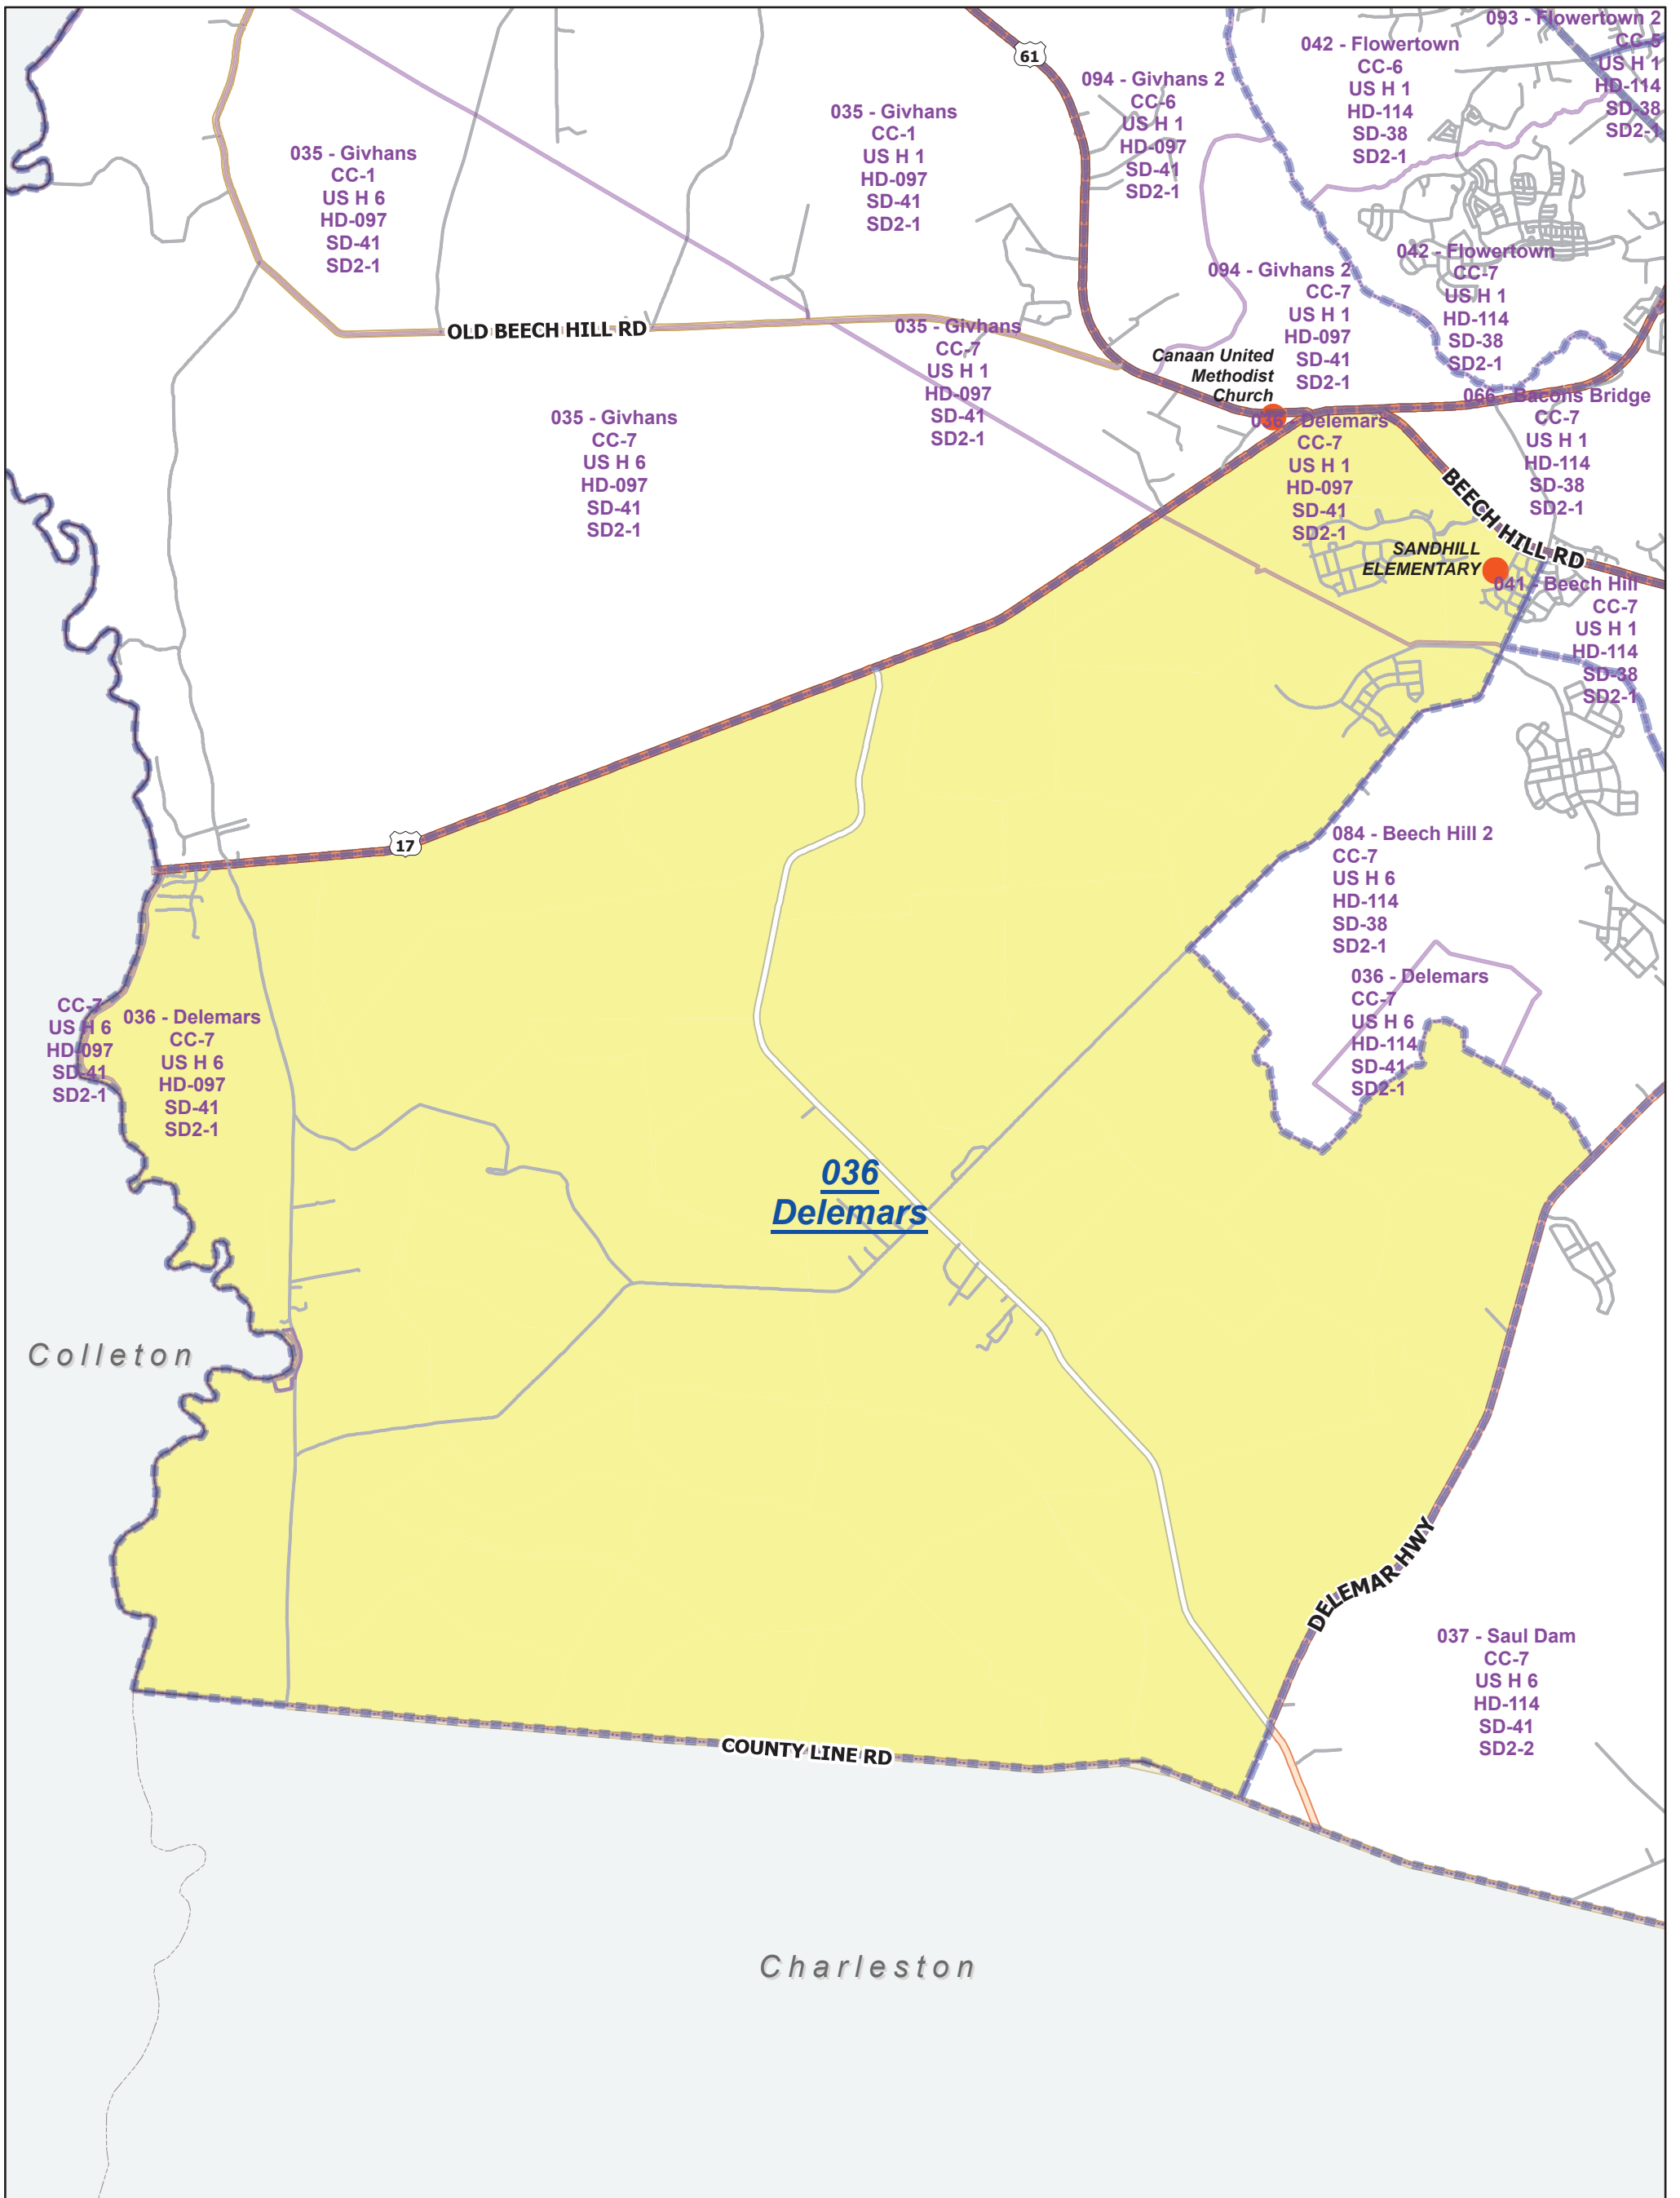 093 - Flowertown 2
CC-5
US H 1
HD-114
SD-38
SD2-1
042 - Flowertown
CC-6
US H 1
HD-114
SD-38
SD2-1
61
094 - Givhans 2
CC-6
US H 1
HD-097
SD-41
SD2-1
035 - Givhans
CC-1
US H 1
HD-097
SD-41
SD2-1
035 - Givhans
CC-1
US H 6
HD-097
SD-41
SD2-1
042 - Flowertown
CC-7
US H 1
HD-114
SD-38
SD2-1
094 - Givhans 2
CC-7
US H 1
HD-097
SD-41
SD2-1
OLD BEECH HILL RD
035 - Givhans
CC-7
US H 1
HD-097
SD-41
SD2-1
Canaan United
Methodist
Church
066 - Bacons Bridge
CC-7
US H 1
HD-114
SD-38
SD2-1
035 - Givhans
CC-7
US H 6
HD-097
SD-41
SD2-1
036 - Delemars
CC-7
US H 1
HD-097
SD-41
SD2-1
BEECH HILL RD
SANDHILL
ELEMENTARY
041 - Beech Hill
CC-7
US H 1
HD-114
SD-38
SD2-1
17
084 - Beech Hill 2
CC-7
US H 6
HD-114
SD-38
SD2-1
036 - Delemars
CC-7
US H 6
HD-114
SD-41
SD2-1
CC-7
US H 6
HD-097
SD-41
SD2-1
036 - Delemars
CC-7
US H 6
HD-097
SD-41
SD2-1
036
Delemars
Colleton
DELEMAR HWY
037 - Saul Dam
CC-7
US H 6
HD-114
SD-41
SD2-2
COUNTY LINE RD
Charleston